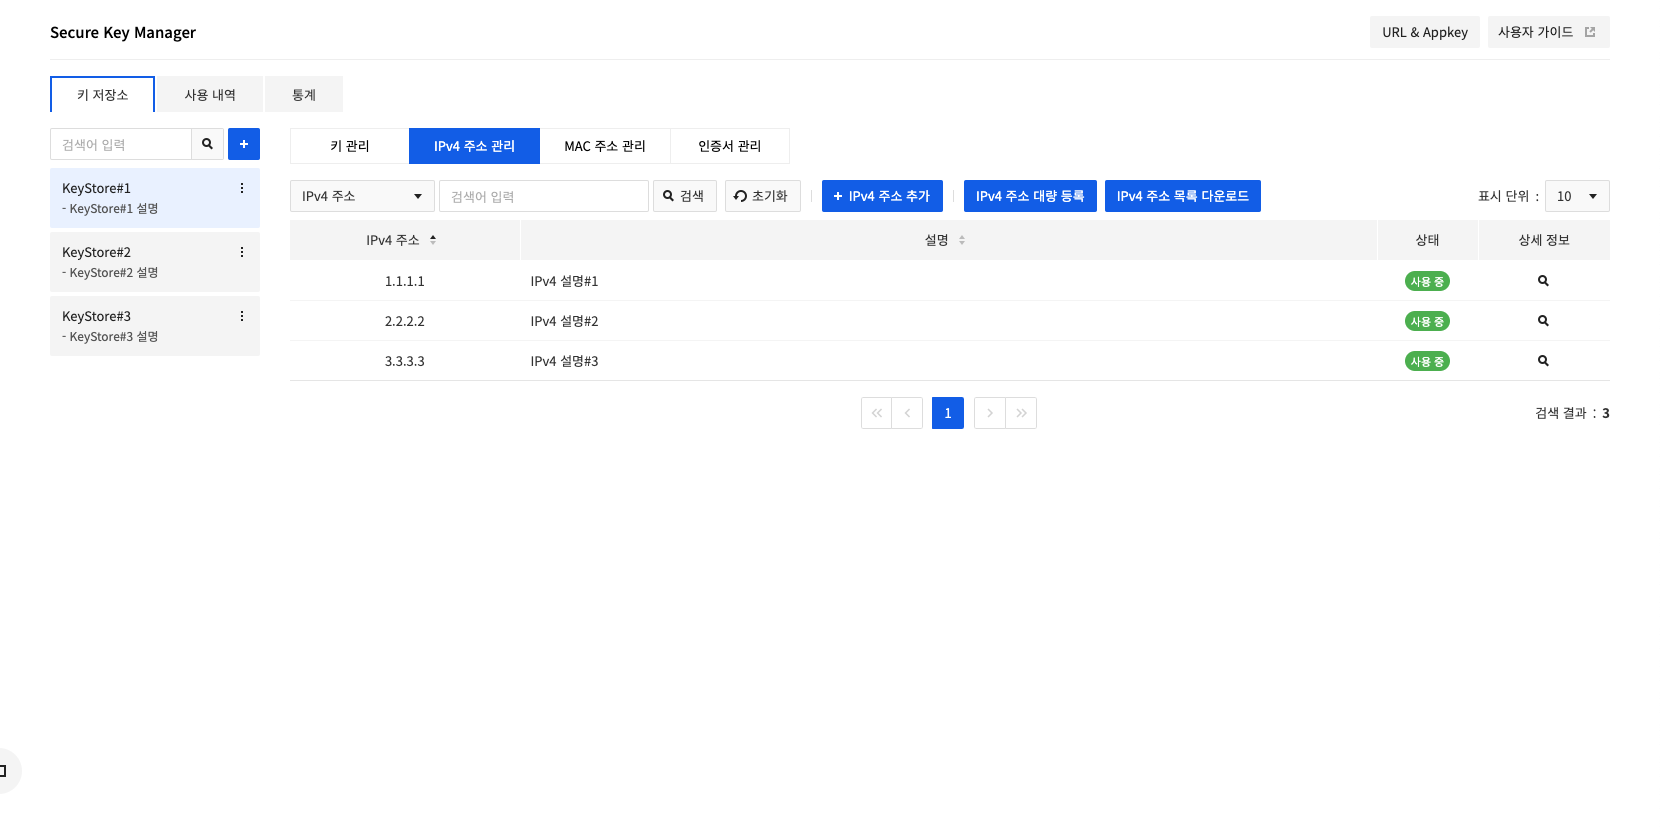 Secure Key Manager
URL & Appkey
사용자 가이드
키 저장소
사용 내역
통계
검색어 입력
+
KeyStore#1
- KeyStore#1 설명
KeyStore#2
- KeyStore#2 설명
KeyStore#3
- KeyStore#3 설명
키 관리
IPv4 주소 관리
MAC 주소 관리
인증서 관리
IPv4 주소
검색어 입력
검색
초기화
+ IPv4 주소 추가
IPv4 주소 대량 등록
IPv4 주소 목록 다운로드
표시 단위 :
10
IPv4 주소
설명
상태
상세 정보
1.1.1.1
IPv4 설명#1
사용 중
2.2.2.2
IPv4 설명#2
사용 중
3.3.3.3
IPv4 설명#3
사용 중
1
검색 결과 : 3